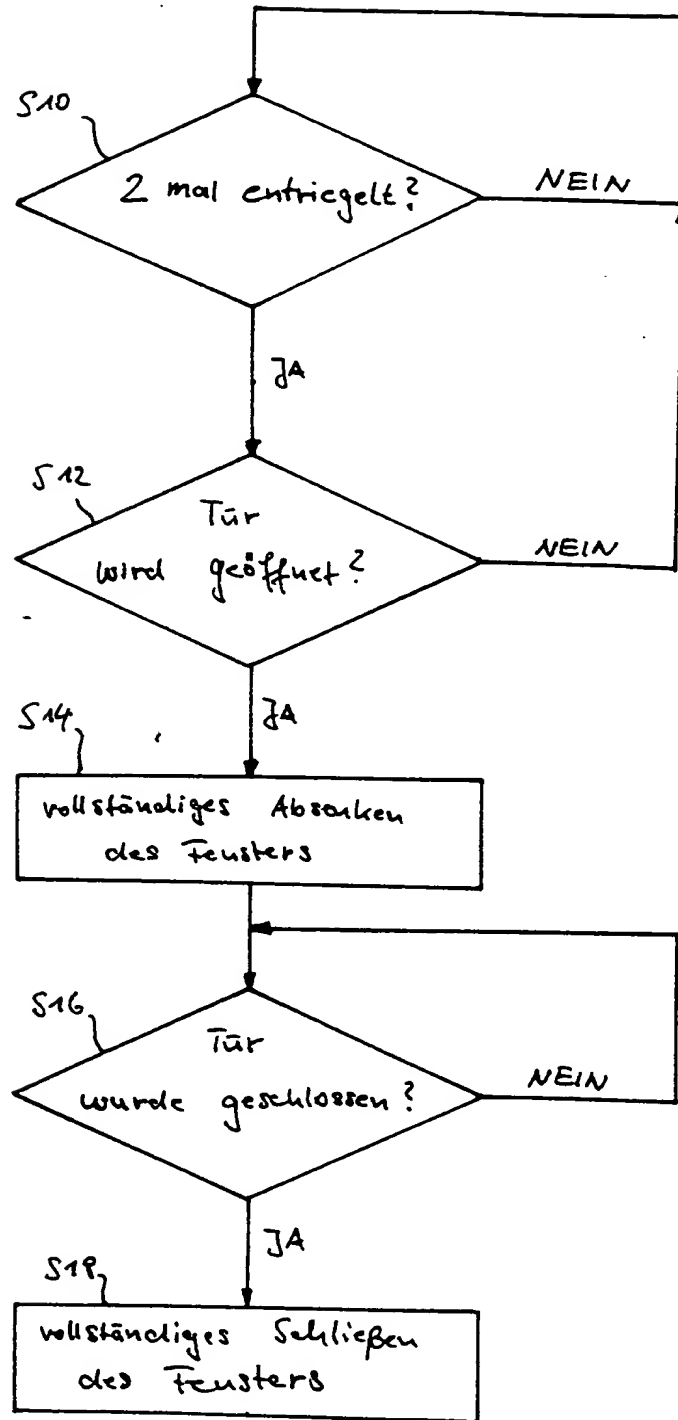 S10
2 mal entriegelt?
NEIN
JA
S12
Tür
wird geöffnet?
NEIN
JA
S14
vollständiges Absenken
des Fensters
S16
Tür
wurde geschlossen?
NEIN
JA
S18
vollständiges Schließen
des Fensters